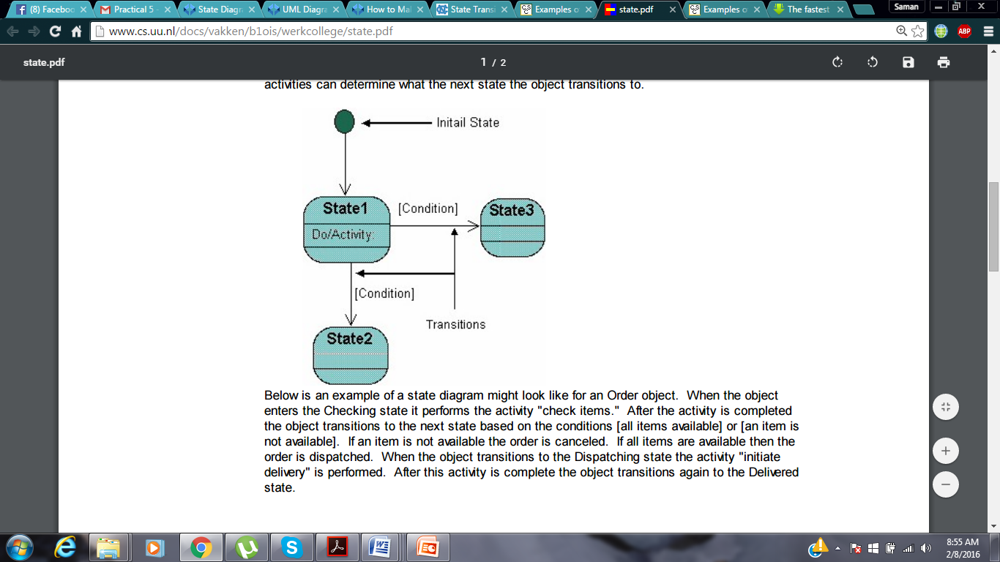 (8) Faceboo
Practical 5 -
State Diagr
UML Diagra
How to Mal
State Transi
Examples o
state.pdf
Examples o
The fastest
Saman
www.cs.uu.nl/docs/vakken/b1ois/werkcollege/state.pdf
ABP
state.pdf
1 / 2
activities can determine what the next state the object transitions to.
Initail State
State1
[Condition]
State3
Do/Activity:
[Condition]
Transitions
State2
Below is an example of a state diagram might look like for an Order object. When the object
enters the Checking state it performs the activity "check items." After the activity is completed
the object transitions to the next state based on the conditions [all items available] or [an item is
not available]. If an item is not available the order is canceled. If all items are available then the
order is dispatched. When the object transitions to the Dispatching state the activity "initiate
delivery" is performed. After this activity is complete the object transitions again to the Delivered
state.
8:55 AM
2/8/2016